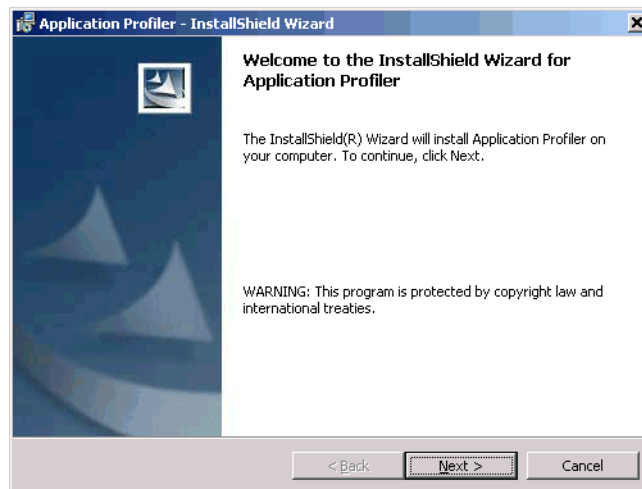 Application Profiler - InstallShield Wizard
Welcome to the InstallShield Wizard for
Application Profiler
The InstallShield(R) Wizard will install Application Profiler on
your computer. To continue, click Next.
WARNING: This program is protected by copyright law and
international treaties.
< Back
Next >
Cancel